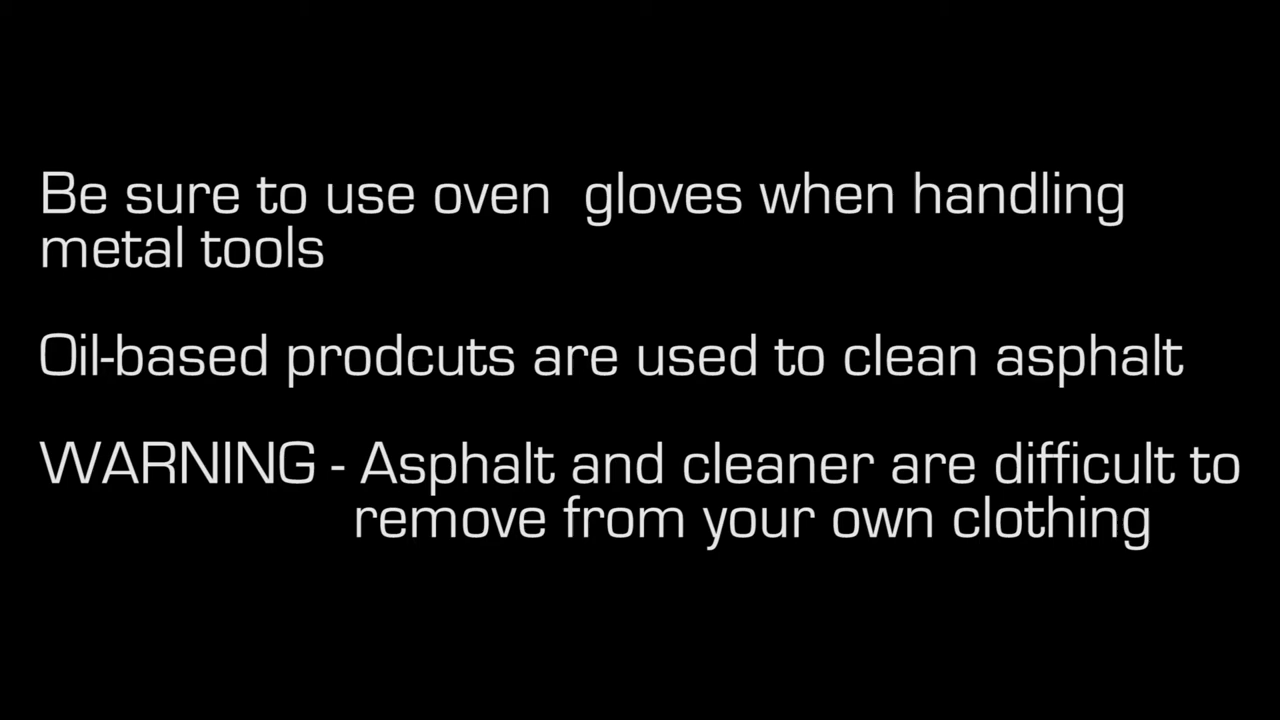 Be sure to use oven  gloves when handling
metal tools
Oil-based prodcuts are used to clean asphalt
WARNING - Asphalt and cleaner are difficult to
remove from your own clothing